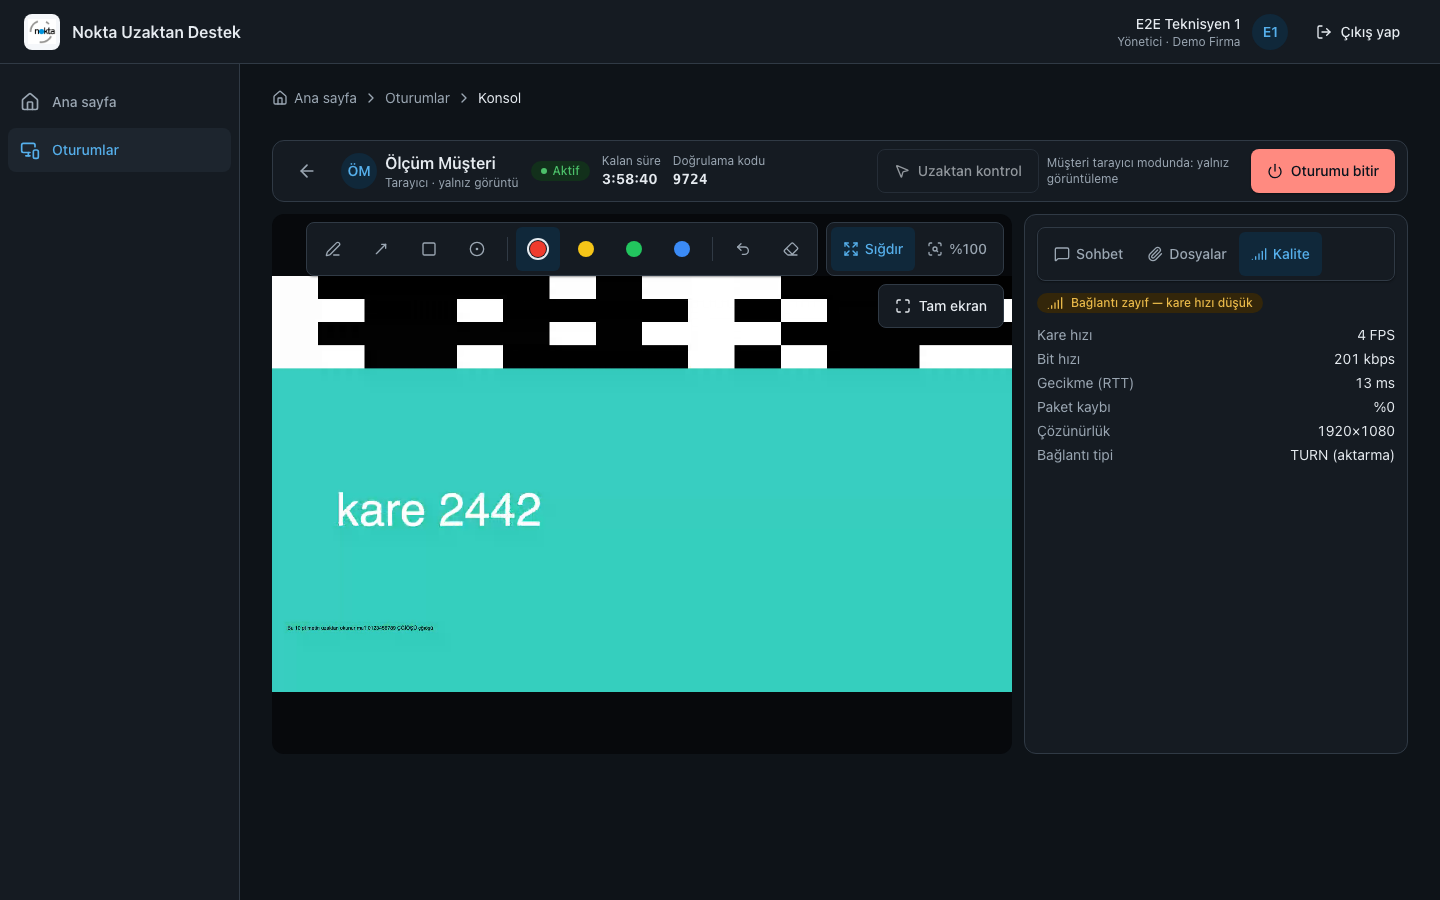 nokta
Nokta Uzaktan Destek
E2E Teknisyen 1
Yönetici · Demo Firma
E1
Çıkış yap
Ana sayfa
Oturumlar
Ana sayfa
Oturumlar
Konsol
ÖM
Ölçüm Müşteri
Tarayıcı · yalnız görüntü
Aktif
Kalan süre
3:58:40
Doğrulama kodu
9724
Uzaktan kontrol
Müşteri tarayıcı modunda: yalnız
görüntüleme
Oturumu bitir
Sığdır
%100
Tam ekran
kare 2442
Sohbet
Dosyalar
Kalite
Bağlantı zayıf — kare hızı düşük
Kare hızı
4 FPS
Bit hızı
201 kbps
Gecikme (RTT)
13 ms
Paket kaybı
%0
Çözünürlük
1920×1080
Bağlantı tipi
TURN (aktarma)